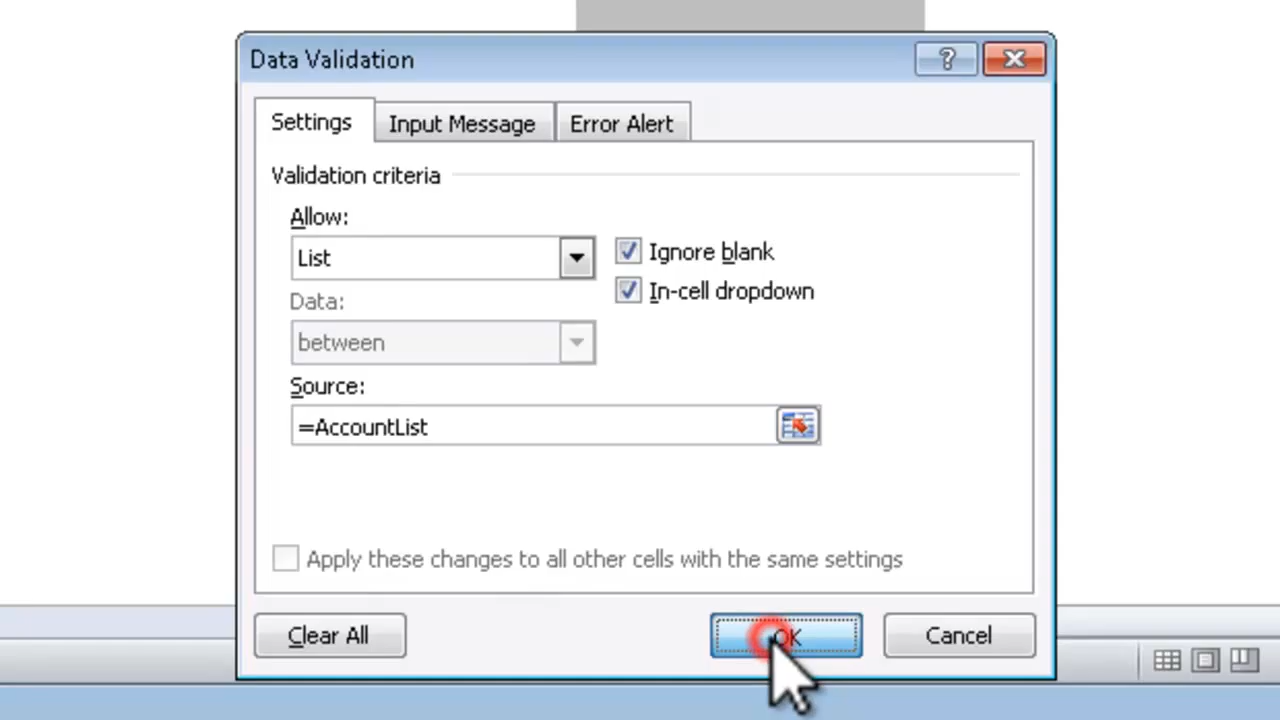 Data Validation
?
Settings
Input Message
Error Alert
Validation criteria
Allow:
List
Ignore blank
Data:
In-cell dropdown
between
Source:
=AccountList
Apply these changes to all other cells with the same settings
Clear All
OK
Cancel